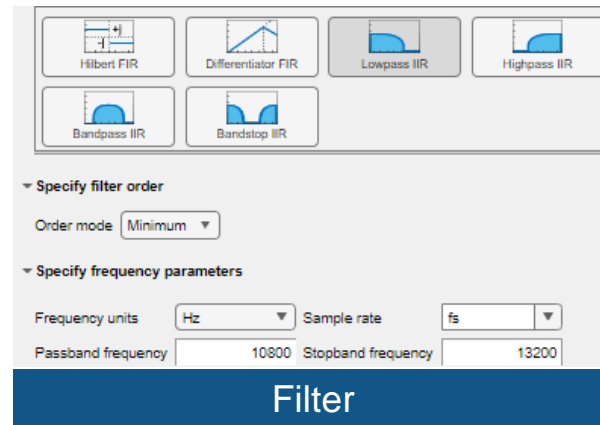 Hilbert FIR Differentiator FIR Lowpass IIR Highpass IIR
Bandpass IIR Bandstop IIR
Specify filter order
Order mode Minimum
Specify frequency parameters
Frequency units Hz Sample rate fs
Passband frequency 10800 Stopband frequency 13200
Filter